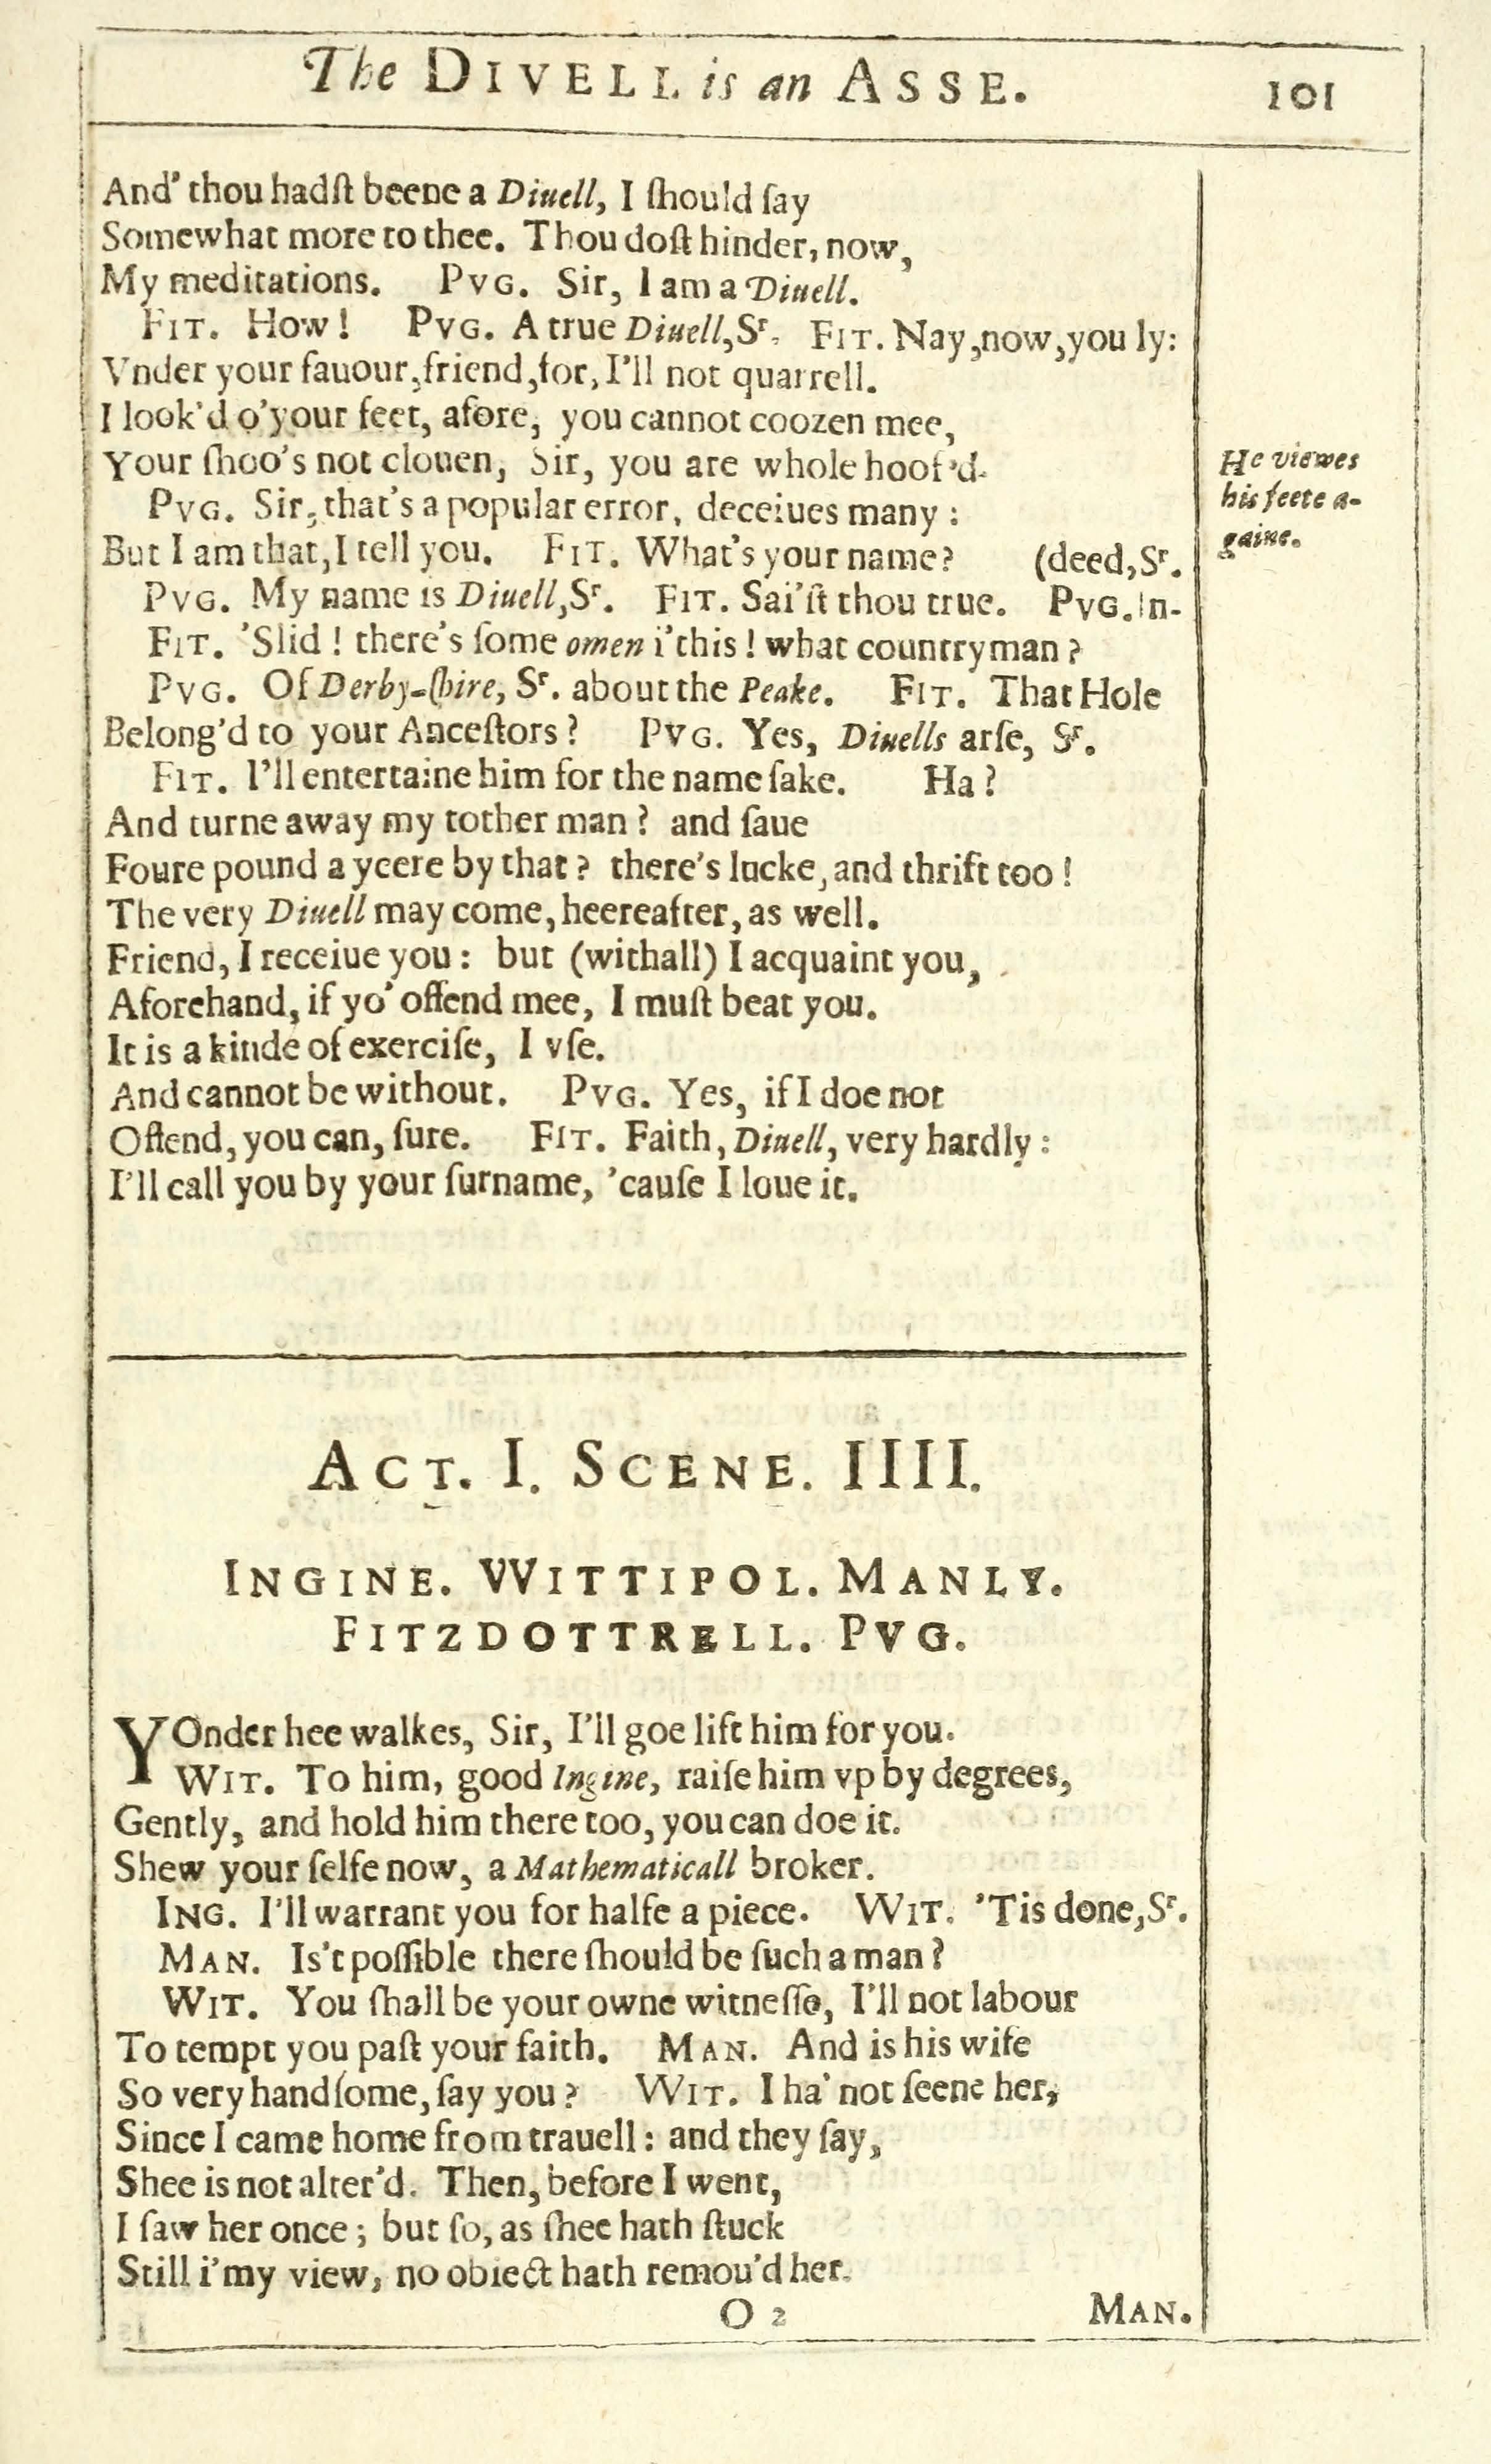 The DIVELL is an ASSE. 101
And' thou hadſt beene a Diuell, I ſhould ſay
Somewhat more to thee. Thou doſt hinder, now,
My meditations. PVG. Sir, I am a Diuell.
FIT. How! PVG. A true Diuell, Sʳ. FIT. Nay, now, you ly:
Vnder your fauour, friend, for, I'll not quarrell.
I look'd o'your feet, afore, you cannot coozen mee,
Your ſhoo's not clouen, Sir, you are whole hoof'd.
He viewes
his feete a-
gaine.
PVG. Sir, that's a popular error, deceiues many:
But I am that, I tell you. FIT. What's your name? (deed, Sʳ.
PVG. My name is Diuell, Sʳ. FIT. Sai'ſt thou true. PVG. In-
FIT. 'Slid! there's ſome omen i'this! what countryman?
PVG. Of Derby-ſhire, Sʳ. about the Peake. FIT. That Hole
Belong'd to your Anceſtors? PVG. Yes, Diuells arſe, Sʳ.
FIT. I'll entertaine him for the name ſake. Ha?
And turne away my tother man? and ſaue
Foure pound a yeere by that? there's lucke, and thrift too!
The very Diuell may come, heereafter, as well.
Friend, I receiue you: but (withall) I acquaint you,
Aforehand, if yo' offend mee, I muſt beat you.
It is a kinde of exerciſe, I vſe.
And cannot be without. PVG. Yes, if I doe not
Offend, you can, ſure. FIT. Faith, Diuell, very hardly:
I'll call you by your ſurname, 'cauſe I loue it.
ACT. I. SCENE. IIII.
INGINE. VVITTIPOL. MANLY.
FITZDOTTRELL. PVG.
YOnder hee walkes, Sir, I'll goe lift him for you.
WIT. To him, good Ingine, raiſe him vp by degrees,
Gently, and hold him there too, you can doe it.
Shew your ſelfe now, a Mathematicall broker.
ING. I'll warrant you for halfe a piece. WIT. 'Tis done, Sʳ.
MAN. Is't poſſible there ſhould be ſuch a man?
WIT. You ſhall be your owne witneſſe, I'll not labour
To tempt you paſt your faith. MAN. And is his wife
So very handſome, ſay you? WIT. I ha' not ſeene her,
Since I came home from trauell: and they ſay,
Shee is not alter'd. Then, before I went,
I ſaw her once; but ſo, as ſhee hath ſtuck
Still i'my view, no obiect hath remou'd her.
O 2 MAN.